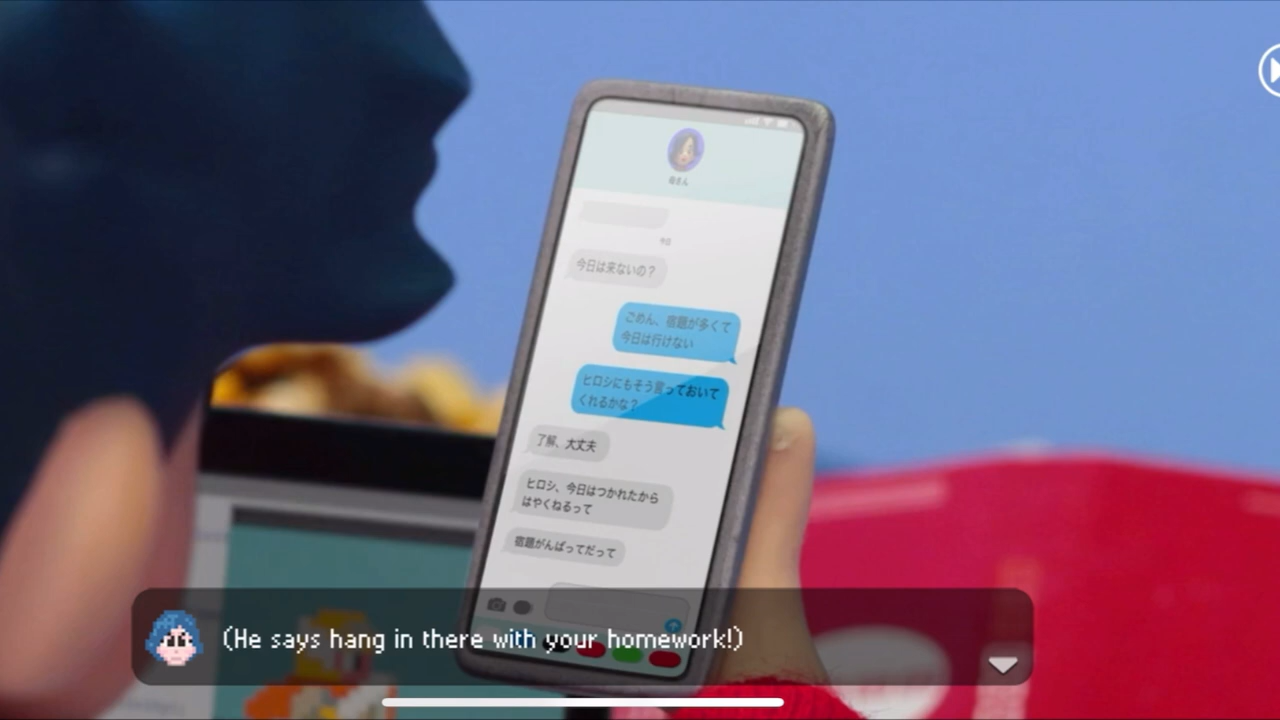 母さん
今日
今日は来ないの？
ごめん、宿題が多くて
今日は行けない
ヒロシにもそう言っておいて
くれるかな？
了解、大丈夫
ヒロシ、今日はつかれたから
はやくねるって
宿題がんばってだって
(He says hang in there with your homework!)